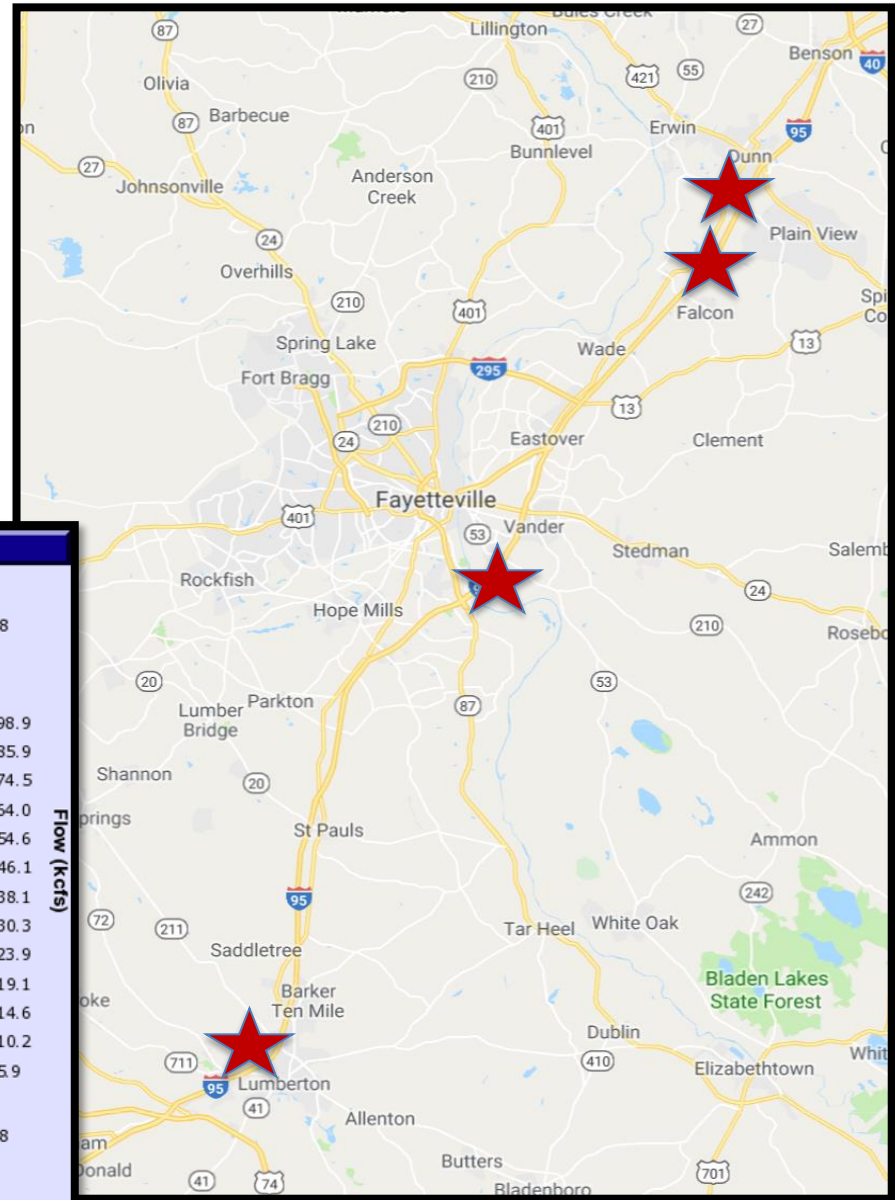 87
Lillington
27
Benson
40
Olivia
210
421
55
87
Barbecue
401
Erwin
95
27
Bunnlevel
Dunn
Johnsonville
Anderson
Creek
24
Plain View
Overhills
210
401
Falcon
Spring Lake
Wade
13
295
Fort Bragg
13
210
24
Eastover
Clement
Fayetteville
401
53
Vander
Stedman
Rockfish
24
Hope Mills
210
8
20
Parkton
53
Lumber
Bridge
87
98.9
85.9
74.5
64.0
54.6
46.1
38.1
30.3
23.9
19.1
14.6
10.2
5.9
8
Flow (kcfs)
Shannon
20
St Pauls
Ammon
95
242
72
211
Tar Heel
White Oak
Saddletree
Barker
Ten Mile
Bladen Lakes
State Forest
Dublin
711
410
Elizabethtown
95
Lumberton
41
Allenton
Butters
701
41
74
Bladenboro